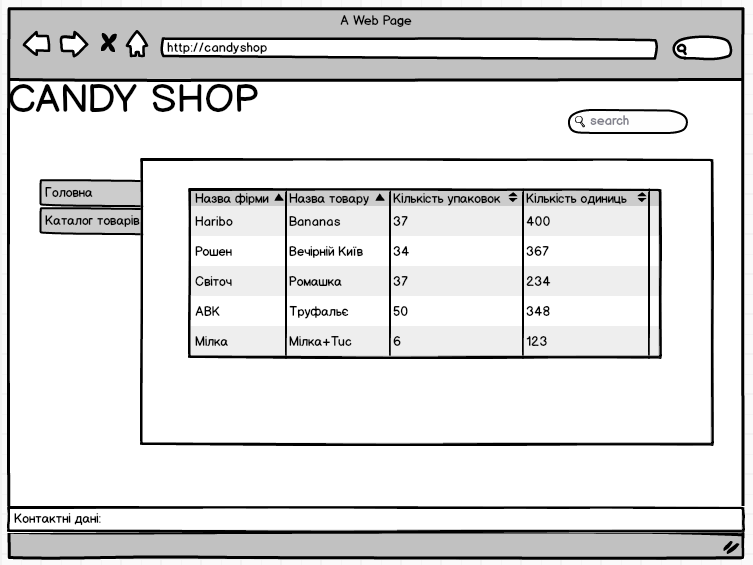 A Web Page
http://candyshop
CANDY SHOP
search
Головна
Каталог товарів
Назва фірми Назва товару Кількість упаковок Кількість одиниць
Haribo Bananas 37 400
Рошен Вечірній Київ 34 367
Світоч Ромашка 37 234
АВК Труфальє 50 348
Мілка Мілка+Tuc 6 123
Контактні дані: